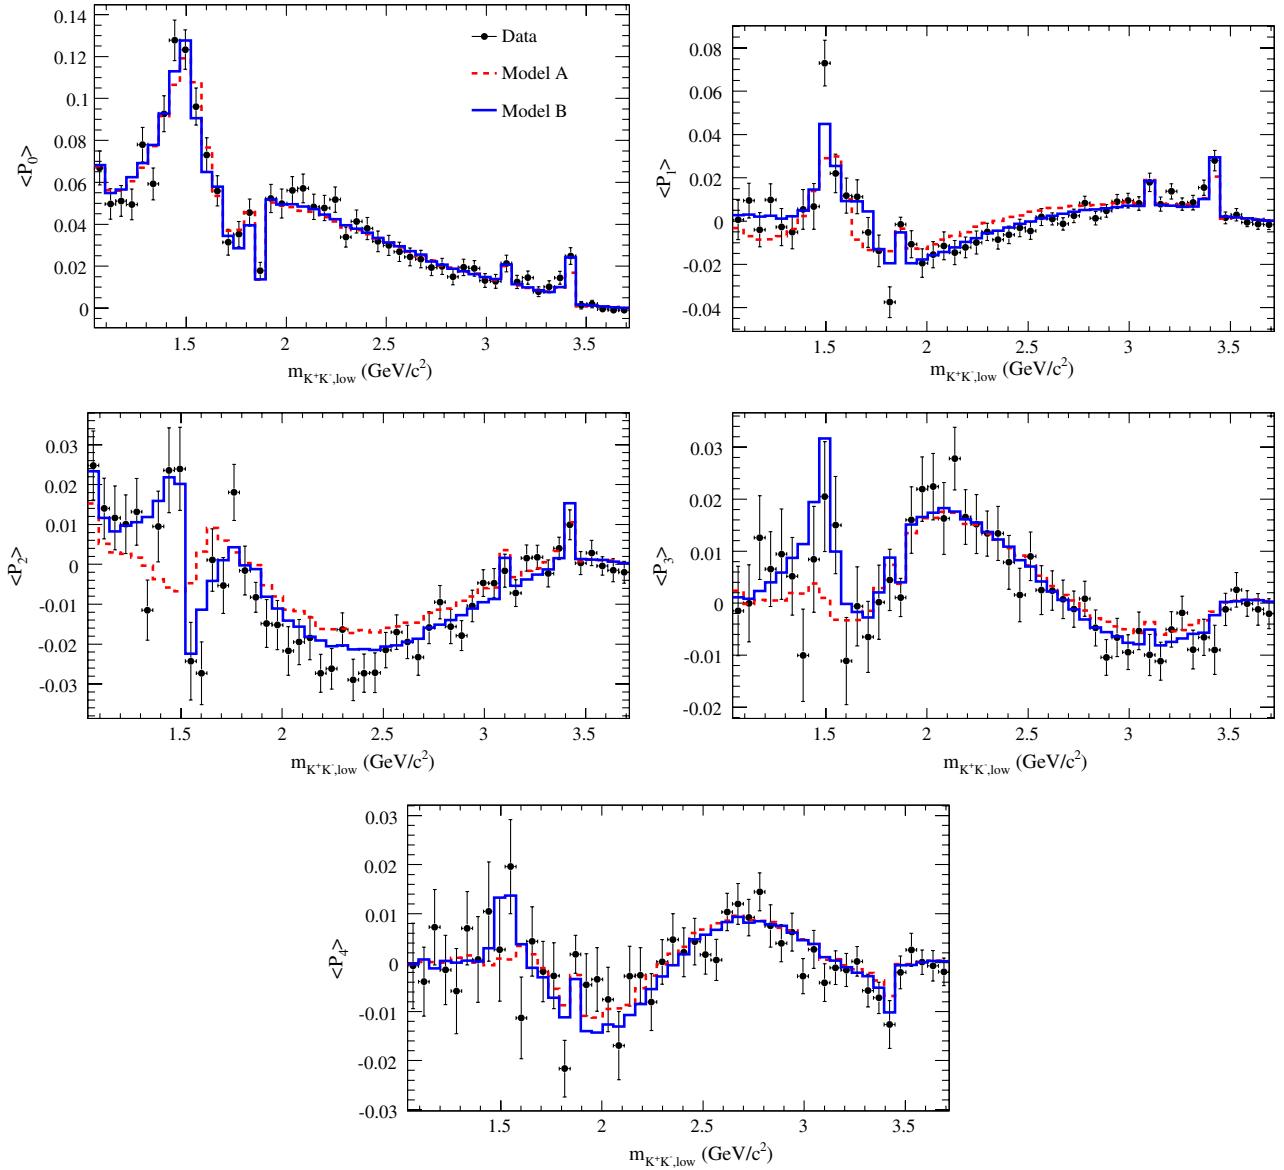 <P₀>
0.14
0.12
0.1
0.08
0.06
0.04
0.02
0
Data
Model A
Model B
1.5 2 2.5 3 3.5
m_K⁺K⁻,low (GeV/c²)
<P₁>
0.08
0.06
0.04
0.02
0
-0.02
-0.04
1.5 2 2.5 3 3.5
m_K⁺K⁻,low (GeV/c²)
<P₂>
0.03
0.02
0.01
0
-0.01
-0.02
-0.03
1.5 2 2.5 3 3.5
m_K⁺K⁻,low (GeV/c²)
<P₃>
0.03
0.02
0.01
0
-0.01
-0.02
1.5 2 2.5 3 3.5
m_K⁺K⁻,low (GeV/c²)
<P₄>
0.03
0.02
0.01
0
-0.01
-0.02
-0.03
1.5 2 2.5 3 3.5
m_K⁺K⁻,low (GeV/c²)